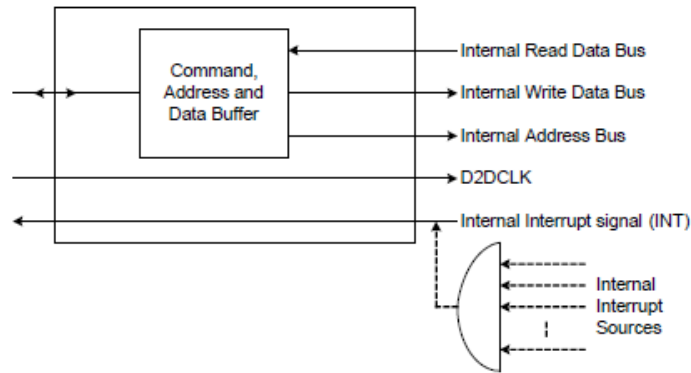 Command,
Address and
Data Buffer
Internal Read Data Bus
Internal Write Data Bus
Internal Address Bus
D2DCLK
Internal Interrupt signal (INT)
Internal
Interrupt
Sources